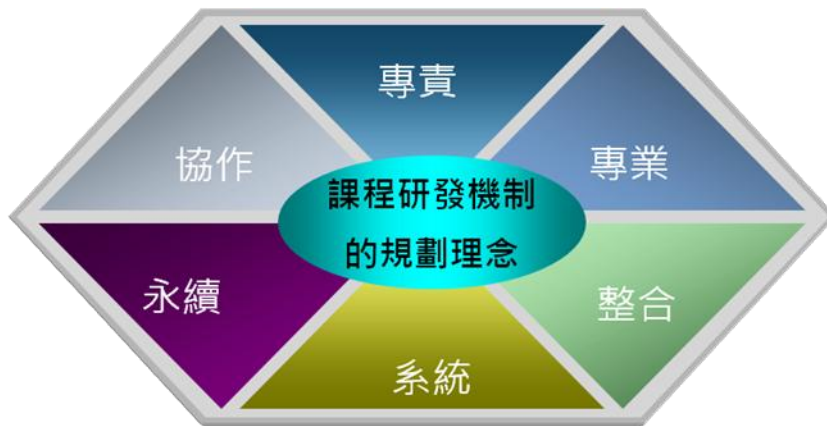 專責
協作
專業
課程研發機制
的規劃理念
永續
整合
系統